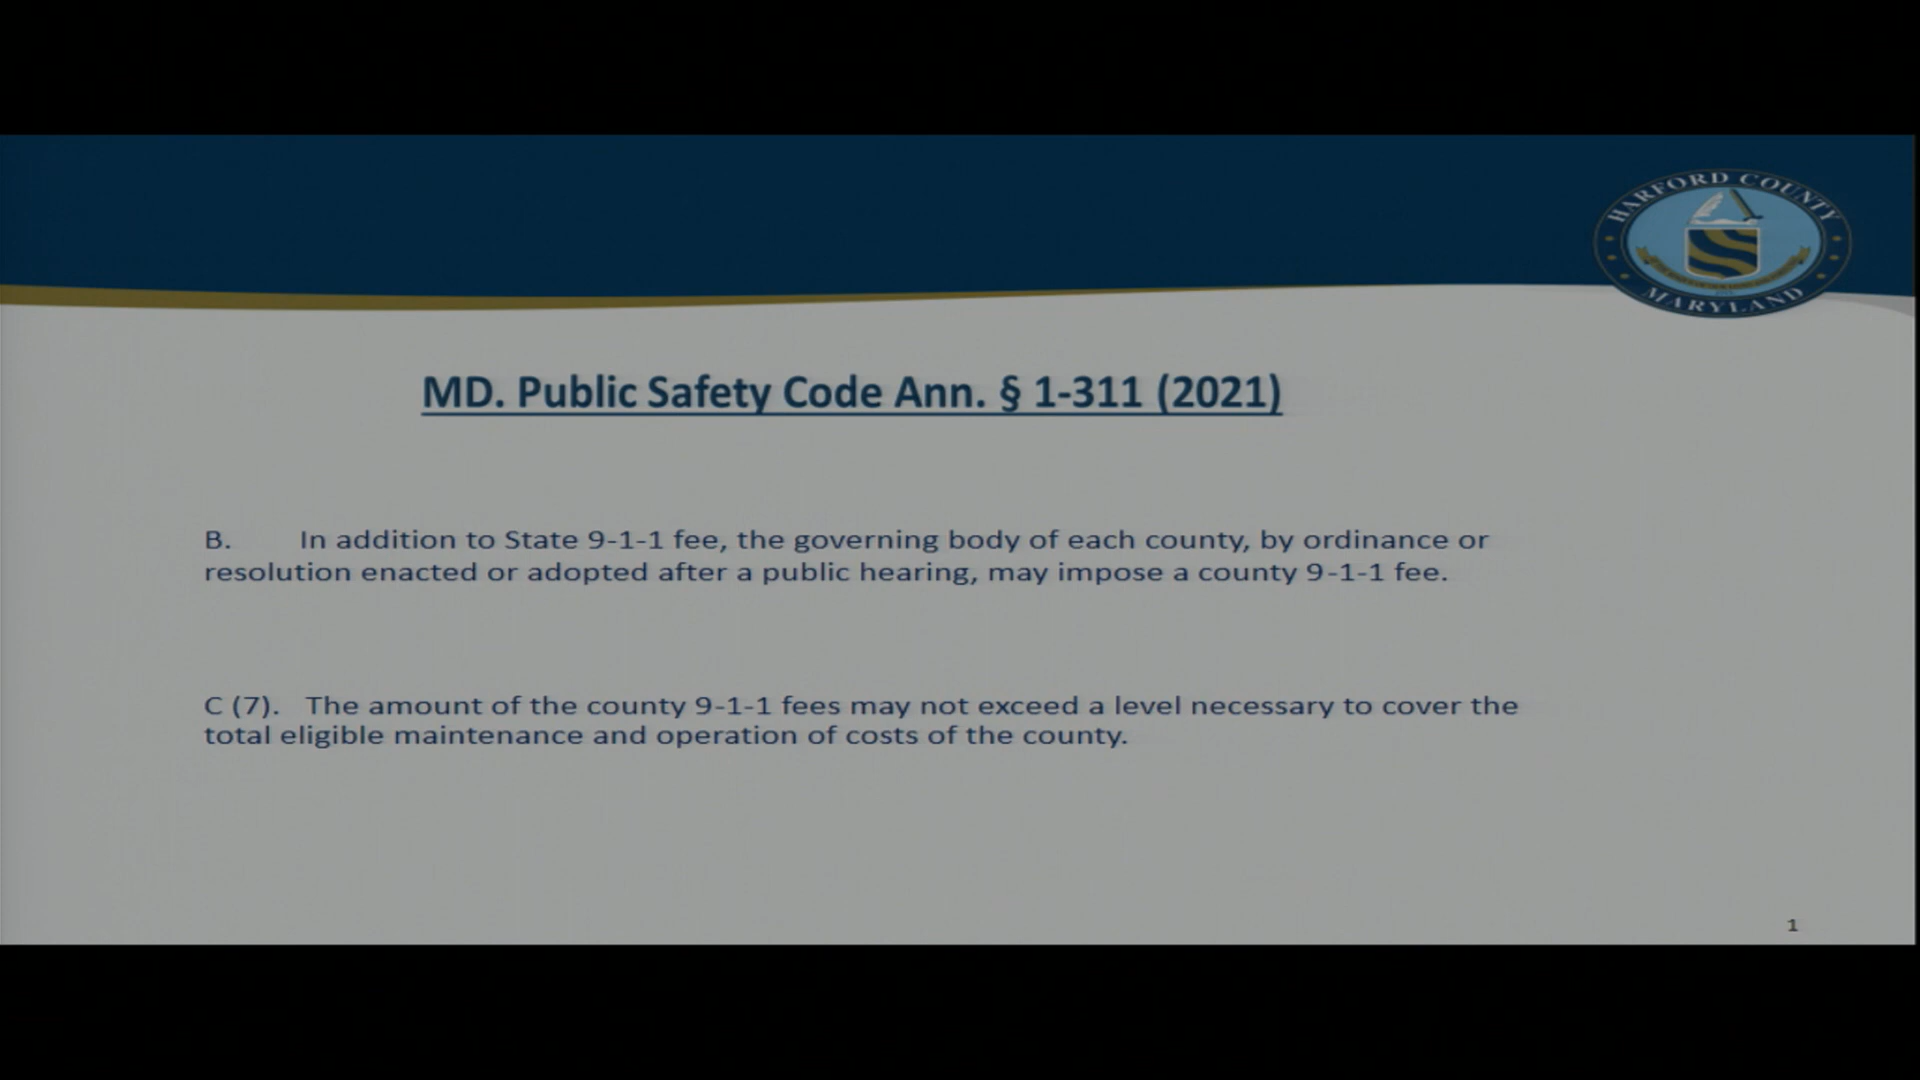 HARFORD COUNTY
MARYLAND
MD. Public Safety Code Ann. § 1-311 (2021)
B. In addition to State 9-1-1 fee, the governing body of each county, by ordinance or
resolution enacted or adopted after a public hearing, may impose a county 9-1-1 fee.
C (7). The amount of the county 9-1-1 fees may not exceed a level necessary to cover the
total eligible maintenance and operation of costs of the county.
1